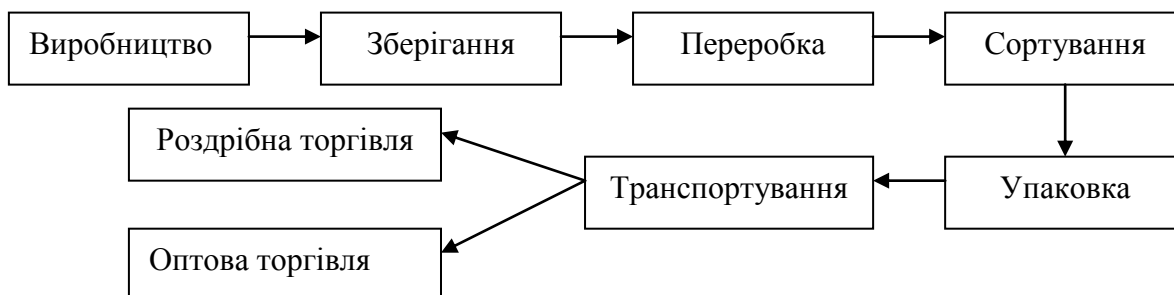 Виробництво
Зберігання
Переробка
Сортування
Упаковка
Транспортування
Роздрібна торгівля
Оптова торгівля